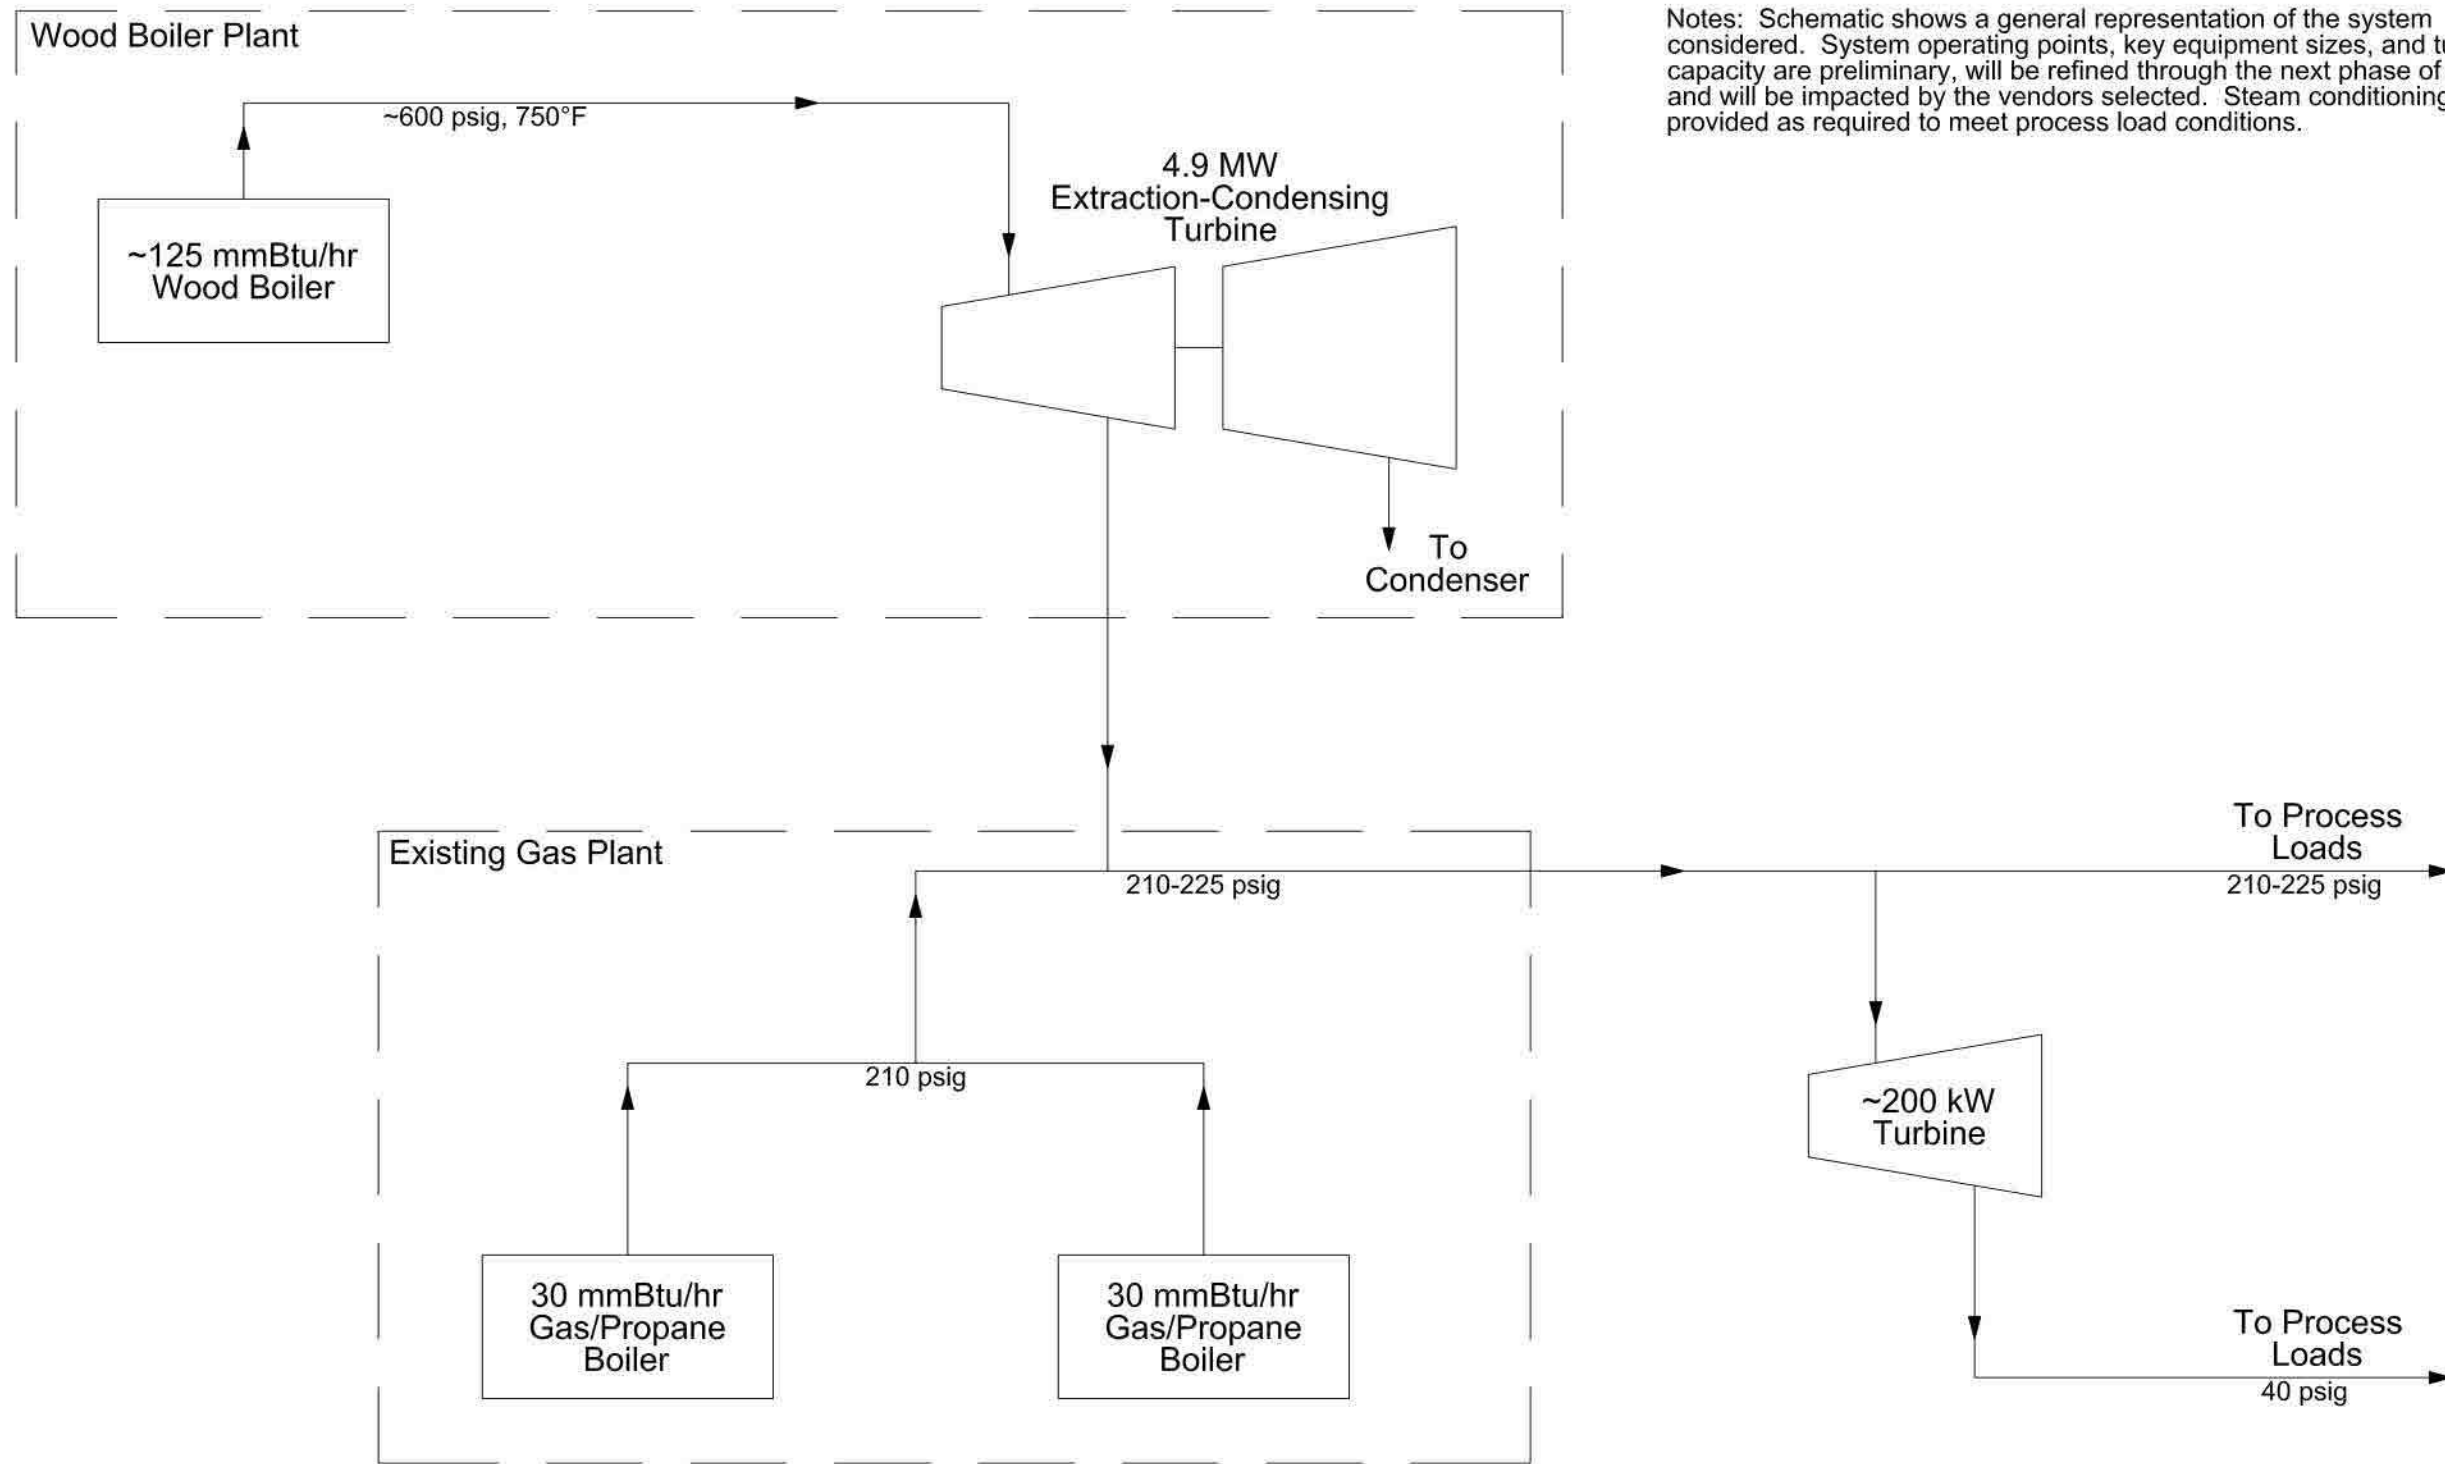 Wood Boiler Plant
Notes:  Schematic shows a general representation of the system
considered.  System operating points, key equipment sizes, and
capacity are preliminary, will be refined through the next phase of
and will be impacted by the vendors selected.  Steam conditioning
provided as required to meet process load conditions.
~600 psig, 750°F
4.9 MW
Extraction-Condensing
Turbine
~125 mmBtu/hr
Wood Boiler
To
Condenser
Existing Gas Plant
210-225 psig
To Process
Loads
210-225 psig
210 psig
~200 kW
Turbine
30 mmBtu/hr
Gas/Propane
Boiler
30 mmBtu/hr
Gas/Propane
Boiler
To Process
Loads
40 psig